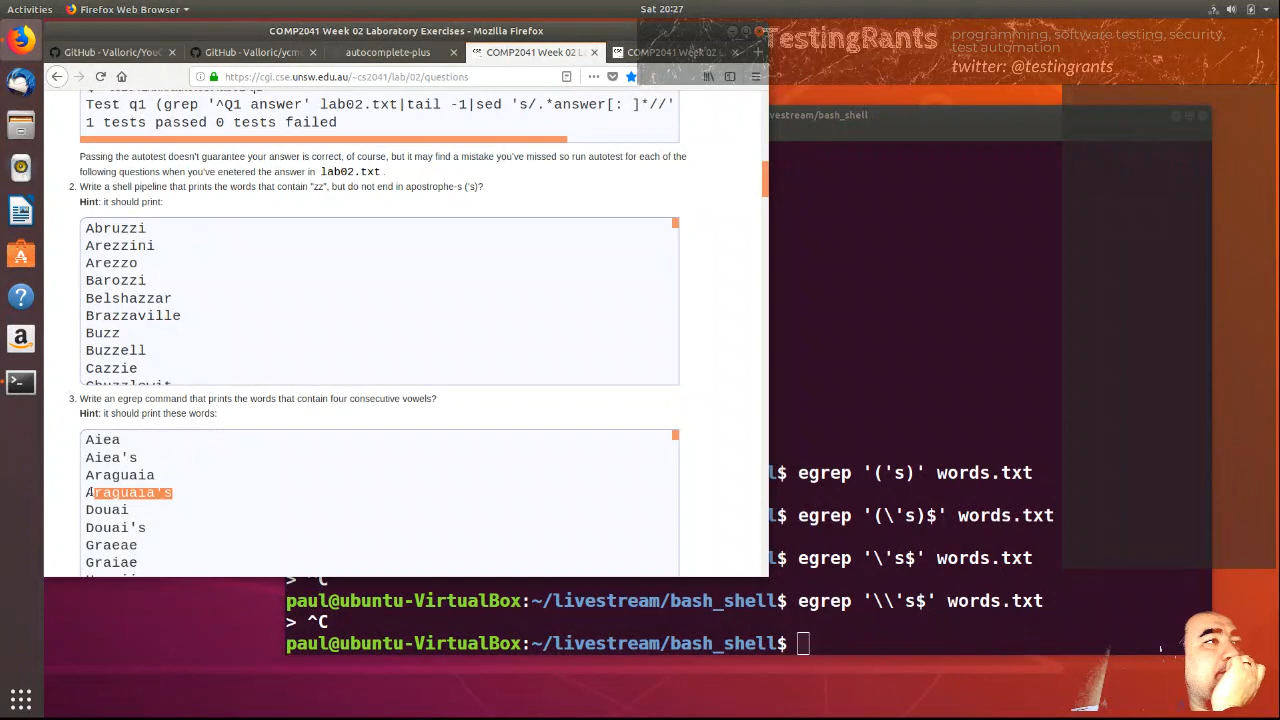 Activities
Firefox Web Browser
Sat 20:27
COMP2041 Week 02 Laboratory Exercises - Mozilla Firefox
TestingRants
programming, software testing, security,
test automation
twitter: @testingrants
GitHub - Valloric/You
GitHub - Valloric/ycm
autocomplete-plus
COMP2041 Week 02 L
COMP2041 Week 02 L
https://cgi.cse.unsw.edu.au/~cs2041/lab/02/questions
vestream/bash_shell
Test q1 (grep '^Q1 answer' lab02.txt|tail -1|sed 's/.*answer[: ]*//'
1 tests passed 0 tests failed
Passing the autotest doesn't guarantee your answer is correct, of course, but it may find a mistake you've missed so run autotest for each of the
following questions when you've enetered the answer in lab02.txt .
2. Write a shell pipeline that prints the words that contain "zz", but do not end in apostrophe-s ('s)?
Hint: it should print:
Abruzzi
Arezzini
Arezzo
Barozzi
Belshazzar
Brazzaville
Buzz
Buzzell
Cazzie
Chuzzlewit
3. Write an egrep command that prints the words that contain four consecutive vowels?
Hint: it should print these words:
Aiea
Aiea's
Araguaia
Araguaia's
Douai
Douai's
Graeae
Graiae
l$ egrep '('s)' words.txt
l$ egrep '(\'s)$' words.txt
l$ egrep '\'s$' words.txt
> ^C
paul@ubuntu-VirtualBox:~/livestream/bash_shell$ egrep '\\'s$' words.txt
> ^C
paul@ubuntu-VirtualBox:~/livestream/bash_shell$